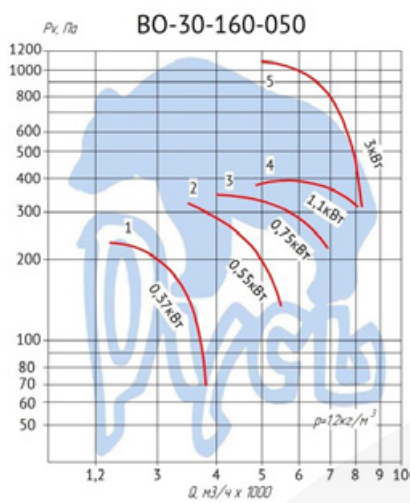 ВО-30-160-050
Pv, Па
1200
1000
800
600
500
400
300
200
100
80
70
60
50
1
2
3
4
5
0,37кВт
0,55кВт
0,75кВт
1,1кВт
3кВт
Русь
p=1.2кг/м³
1,2 3 4 5 6 7 8 9 10
Q, м3/ч х 1000